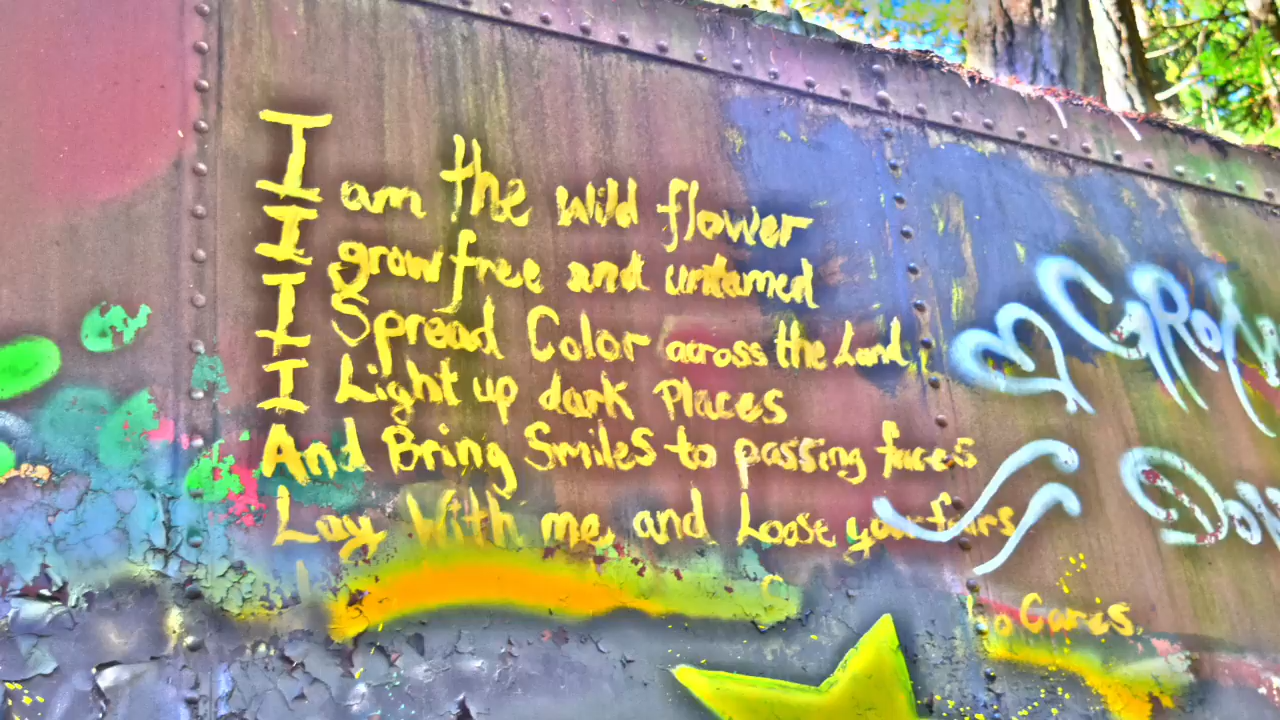 I am the Wild flower
I grow free and untamed
I Spread Color across the Land,
I Light up dark Places
And Bring Smiles to passing faces
Lay With me, and Loose your fears